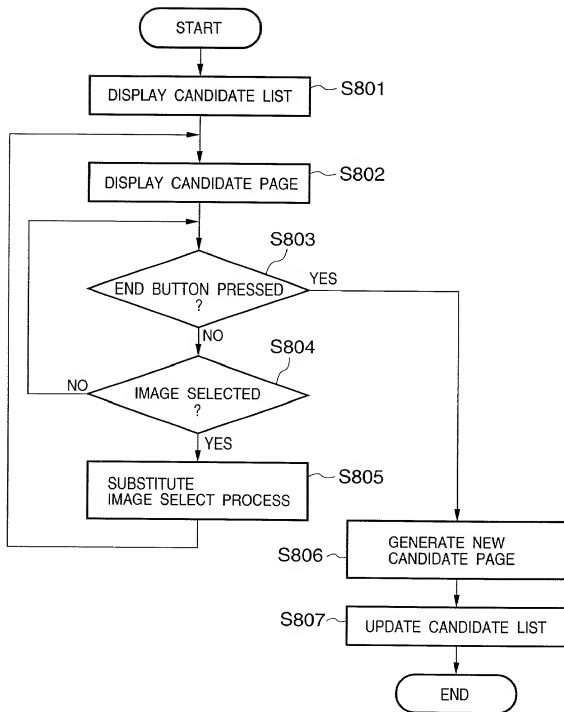 START
DISPLAY CANDIDATE LIST
S801
DISPLAY CANDIDATE PAGE
S802
S803
END BUTTON PRESSED
?
YES
NO
S804
NO
IMAGE SELECTED
?
YES
SUBSTITUTE
IMAGE SELECT PROCESS
S805
S806
GENERATE NEW
CANDIDATE PAGE
S807
UPDATE CANDIDATE LIST
END